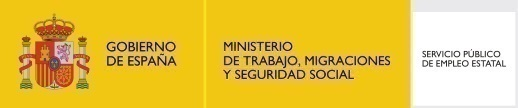 GOBIERNO
DE ESPAÑA
MINISTERIO
DE TRABAJO, MIGRACIONES
Y SEGURIDAD SOCIAL
SERVICIO PÚBLICO
DE EMPLEO ESTATAL